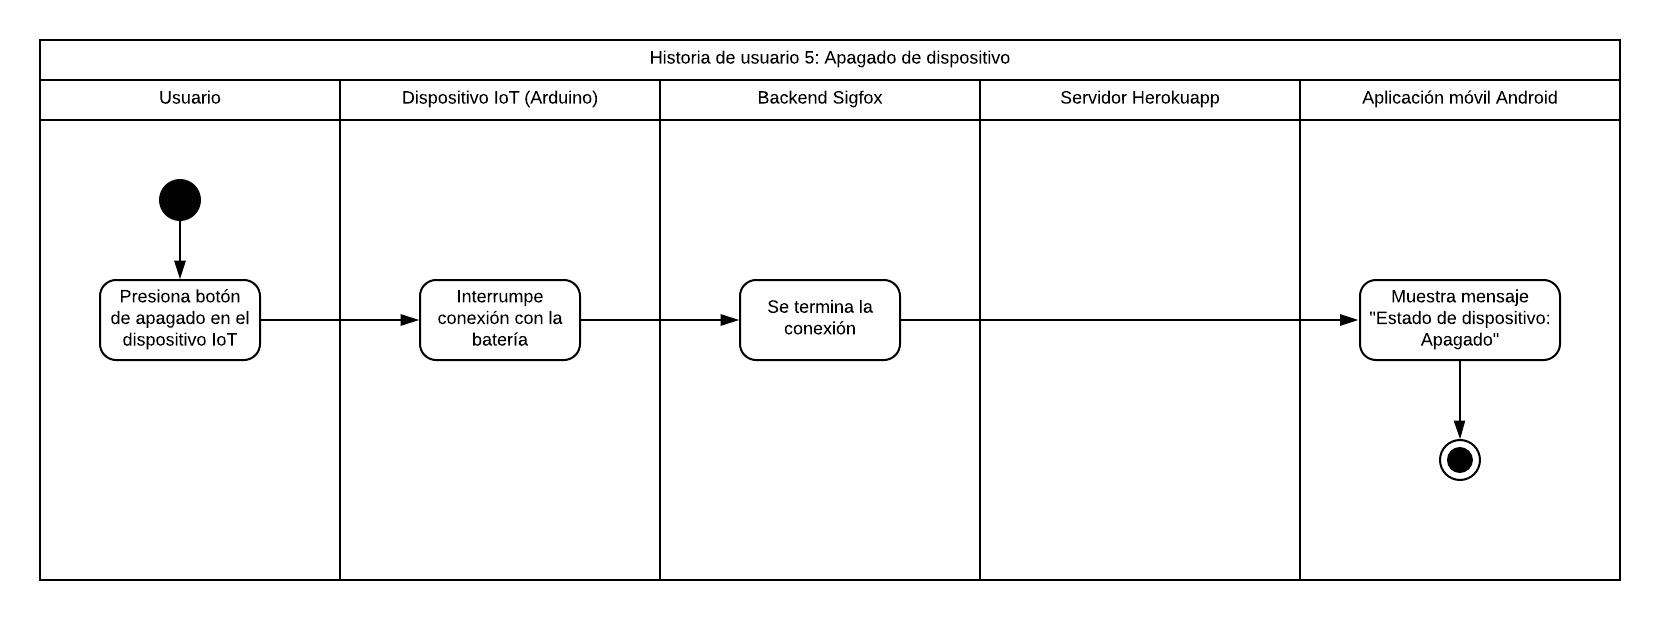 Historia de usuario 5: Apagado de dispositivo
Usuario
Dispositivo IoT (Arduino)
Backend Sigfox
Servidor Herokuapp
Aplicación móvil Android
Presiona botón
de apagado en el
dispositivo IoT
Interrumpe
conexión con la
batería
Se termina la
conexión
Muestra mensaje
"Estado de dispositivo:
Apagado"